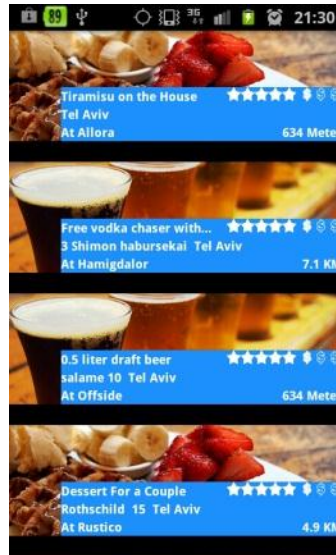 89
3G
21:30
Tiramisu on the House
Tel Aviv
At Allora 634 Mete
Free vodka chaser with...
3 Shimon habursekai Tel Aviv
At Hamigdalor 7.1 KM
0.5 liter draft beer
salame 10 Tel Aviv
At Offside 634 Mete
Dessert For a Couple
Rothschild 15 Tel Aviv
At Rustico 4.9 KM